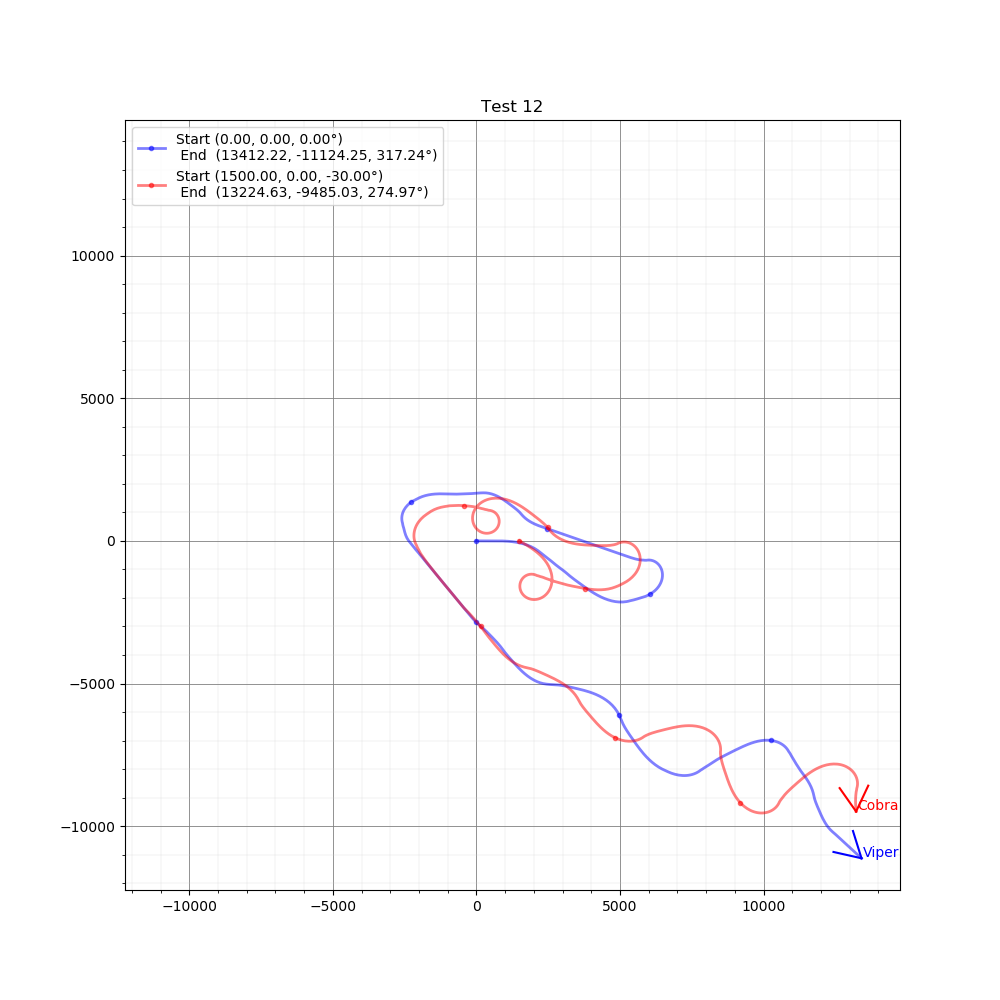 Test 12
Start (0.00, 0.00, 0.00°)
End  (13412.22, -11124.25, 317.24°)
Start (1500.00, 0.00, -30.00°)
End  (13224.63, -9485.03, 274.97°)
10000
5000
0
−5000
−10000
Cobra
Viper
−10000 −5000 0 5000 10000